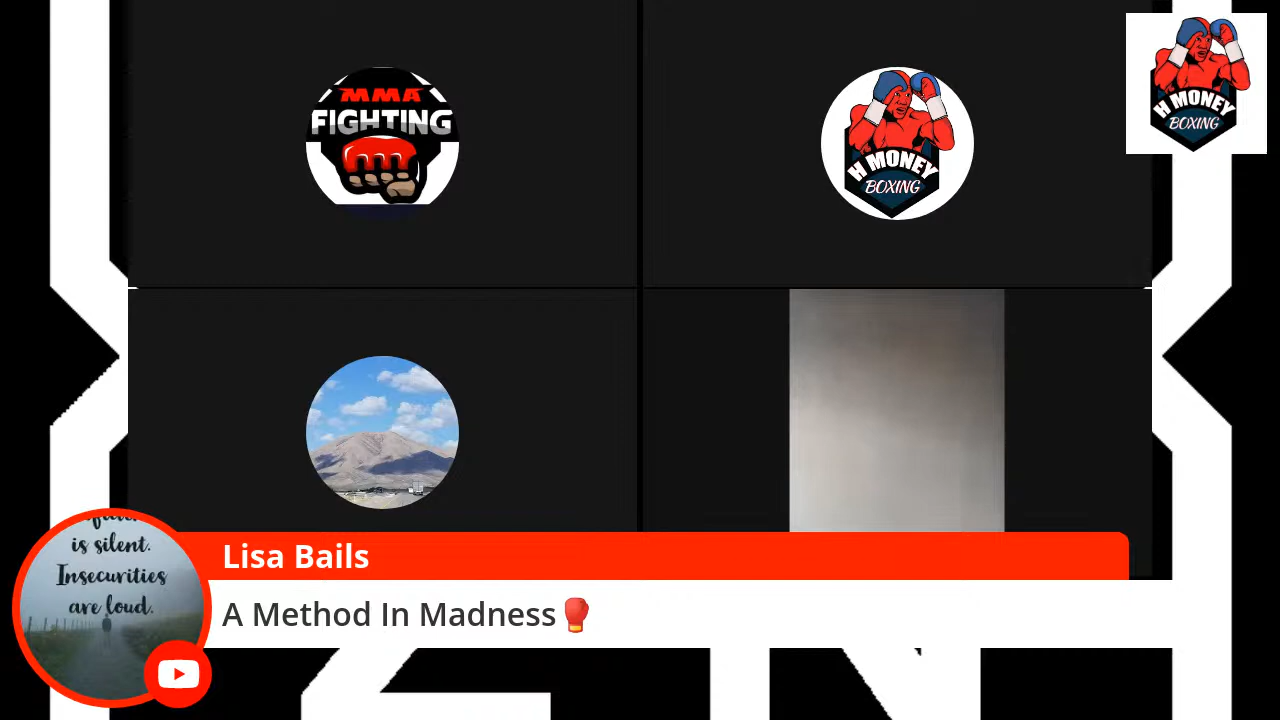 MMA
FIGHTING
H MONEY
BOXING
H MONEY
BOXING
is silent.
Insecurities
are loud.
Lisa Bails
A Method In Madness🥊